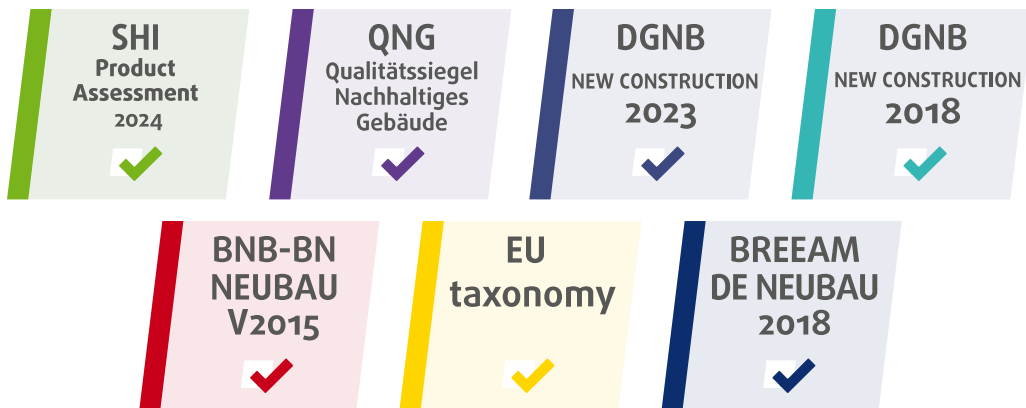 SHI
Product
Assessment
2024
QNG
Qualitätssiegel
Nachhaltiges
Gebäude
DGNB
NEW CONSTRUCTION
2023
DGNB
NEW CONSTRUCTION
2018
BNB-BN
NEUBAU
V2015
EU
taxonomy
BREEAM
DE NEUBAU
2018